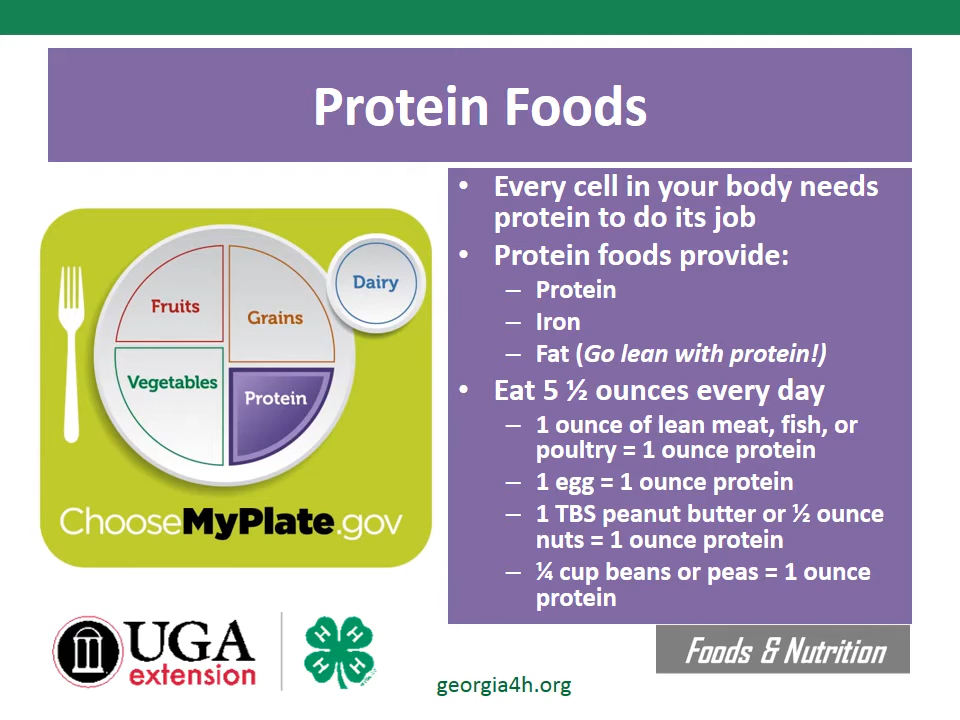 Protein Foods
• Every cell in your body needs
protein to do its job
• Protein foods provide:
– Protein
– Iron
– Fat (Go lean with protein!)
• Eat 5 ½ ounces every day
– 1 ounce of lean meat, fish, or
poultry = 1 ounce protein
– 1 egg = 1 ounce protein
– 1 TBS peanut butter or ½ ounce
nuts = 1 ounce protein
– ¼ cup beans or peas = 1 ounce
protein
Dairy
Fruits
Grains
Vegetables
Protein
ChooseMyPlate.gov
UGA
extension
H H
H H
georgia4h.org
Foods & Nutrition